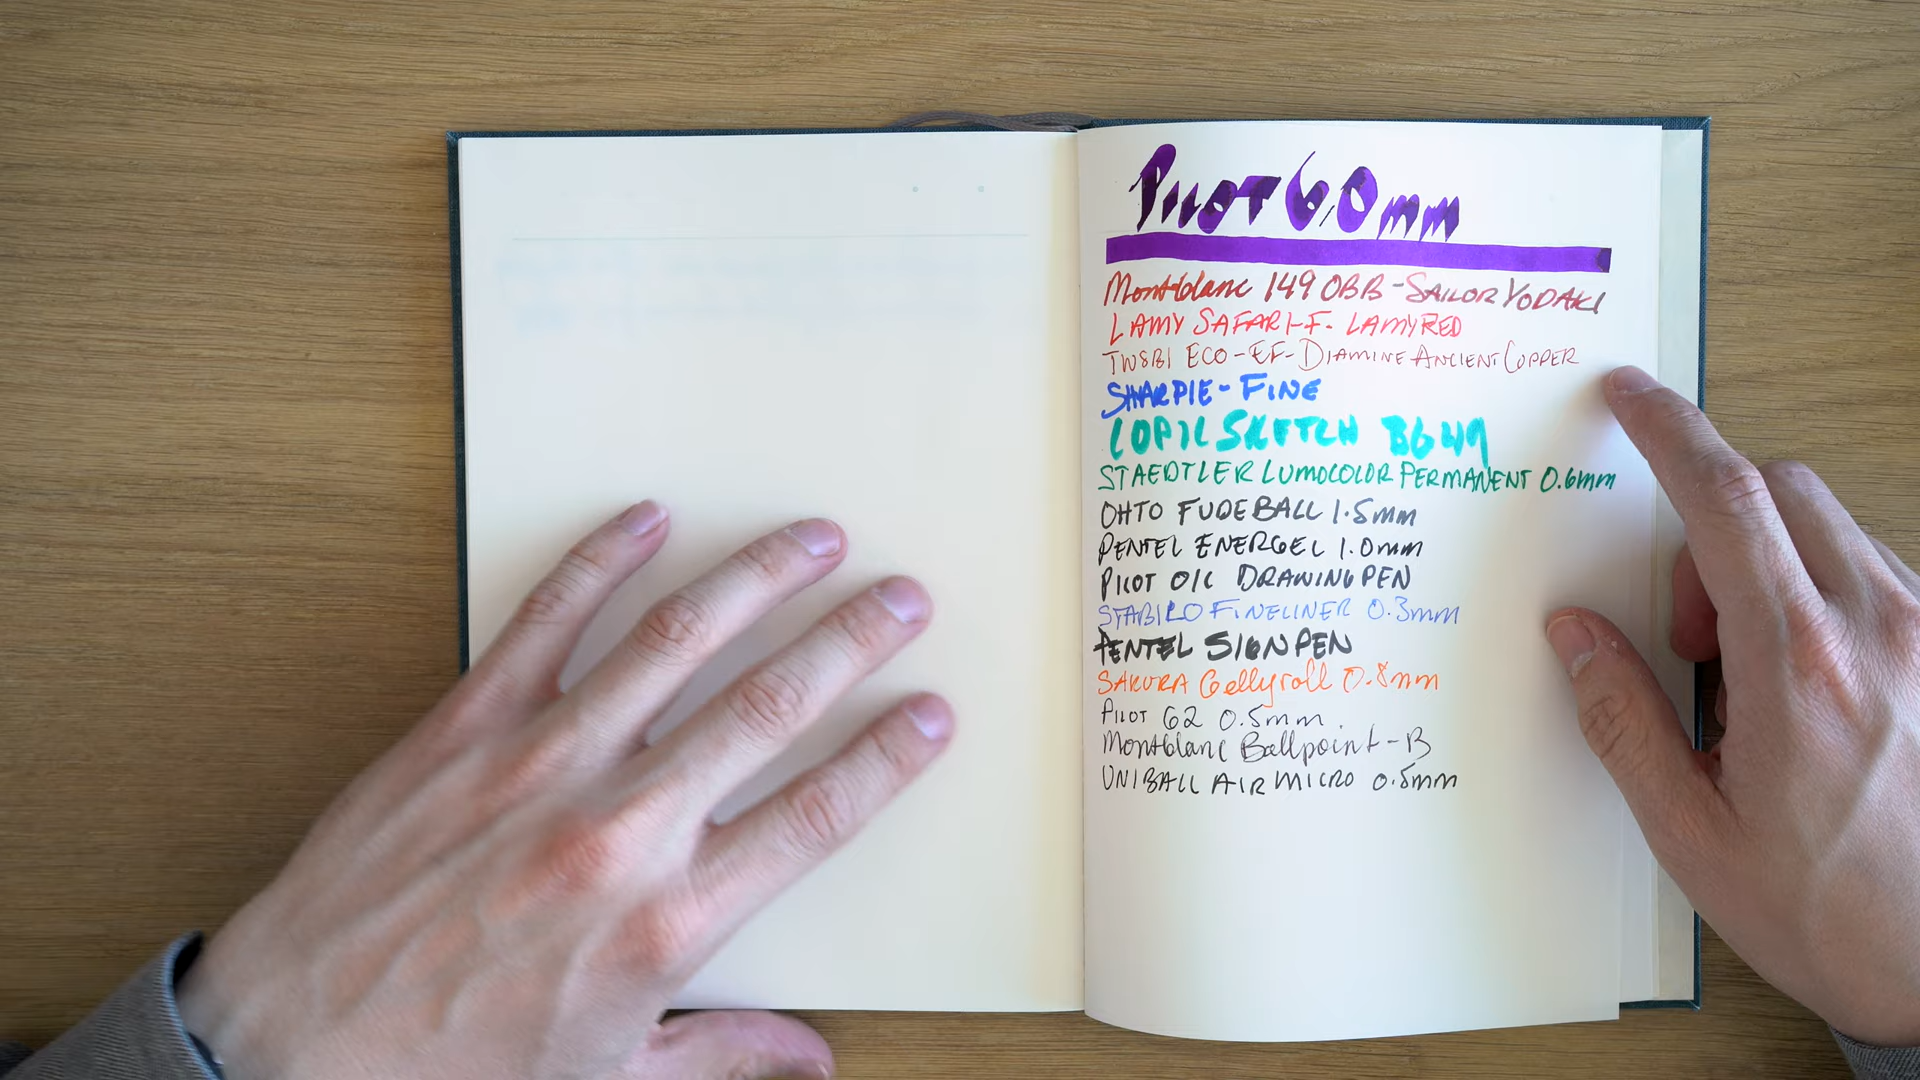 PILOT 6.0mm
Montblanc 149 OBB - SAILOR YODAKI
LAMY SAFARI - F - LAMY RED
TWSBI ECO - EF - DIAMINE ANCIENT COPPER
SHARPIE - FINE
COPIC SKETCH BG49
STAEDTLER LUMOCOLOR PERMANENT 0.6mm
OHTO FUDEBALL 1.5mm
PENTEL ENERGEL 1.0mm
PILOT OIL DRAWING PEN
STABILO FINELINER 0.3mm
PENTEL SIGN PEN
SAKURA Gellyroll 0.8mm
PILOT G2 0.5mm.
Montblanc Ballpoint - B
UNIBALL AIR MICRO 0.5mm